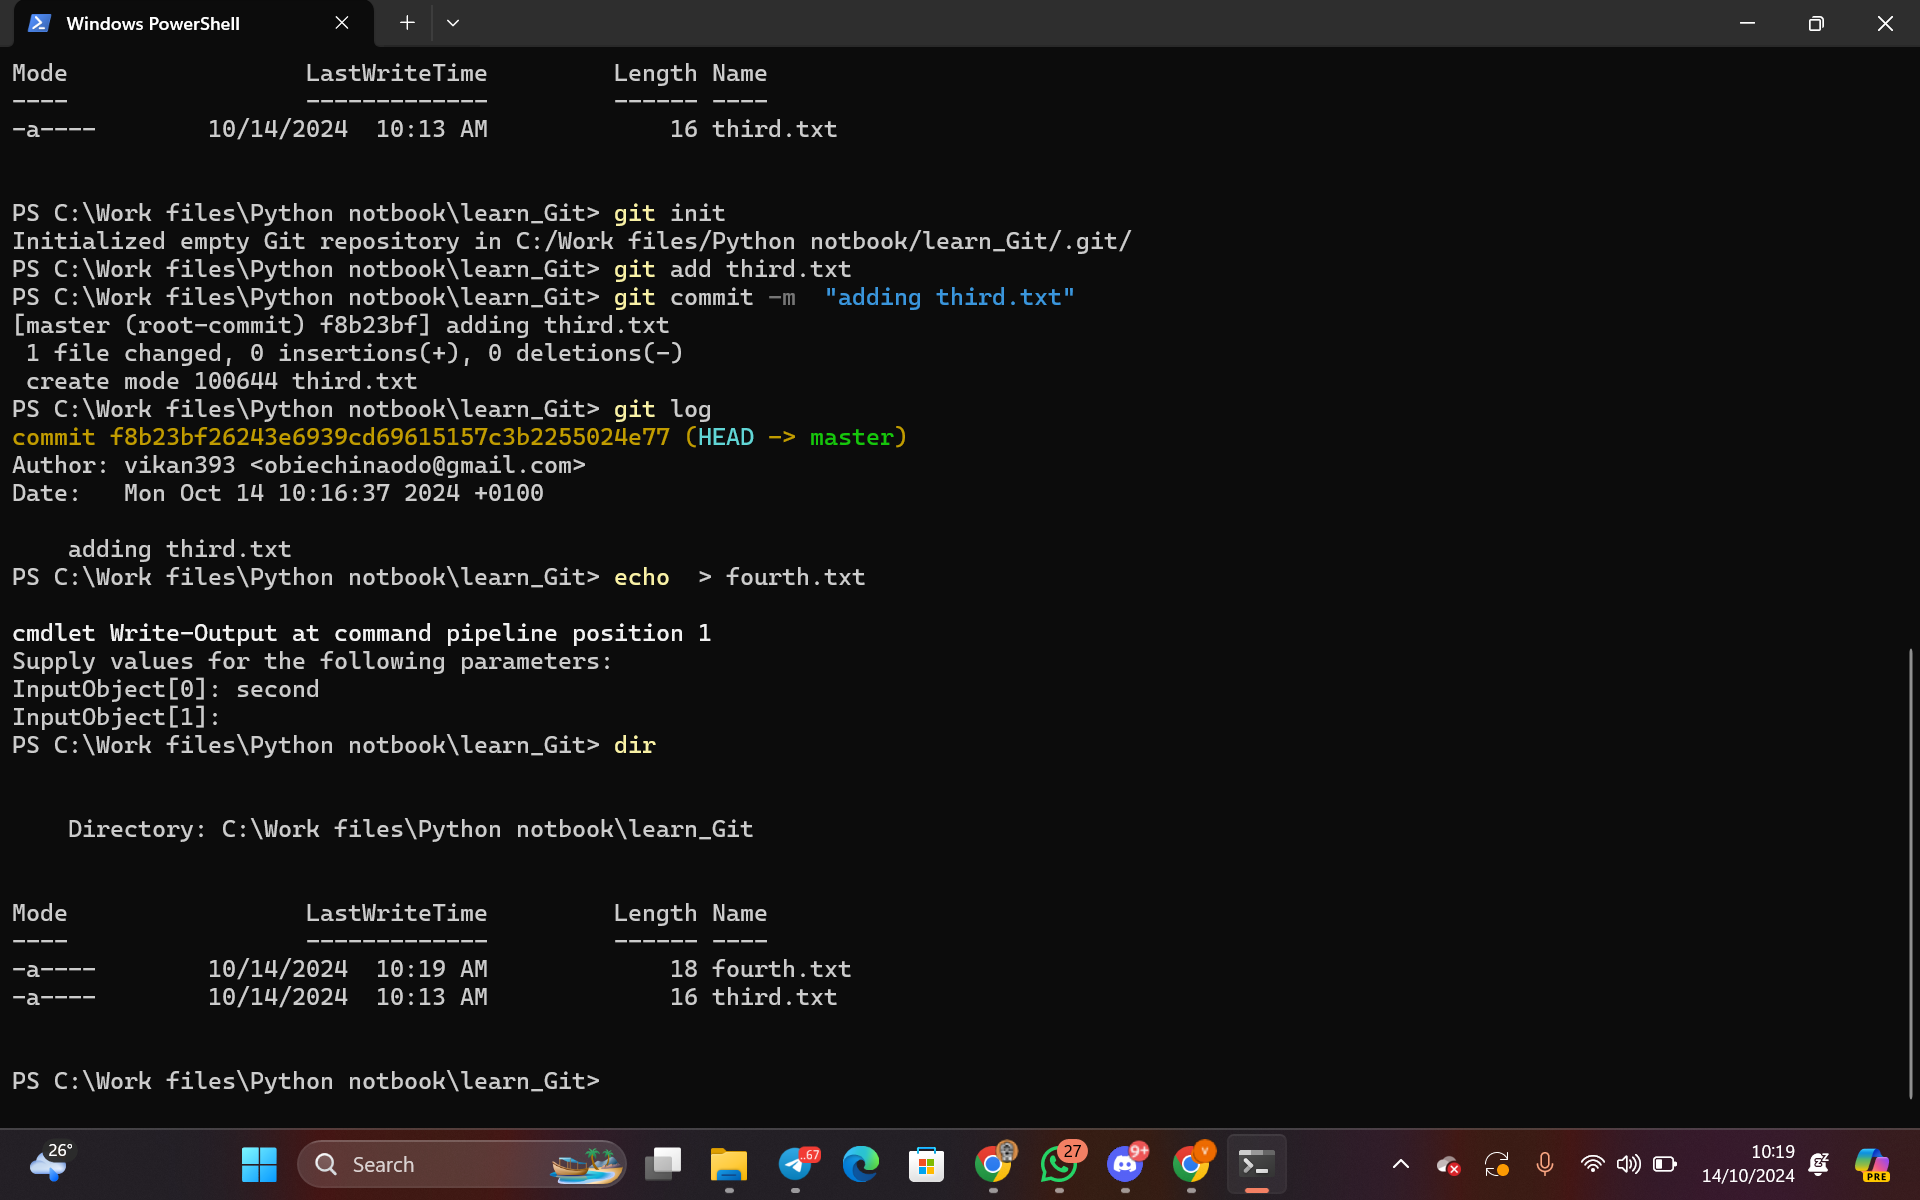 Windows PowerShell
Mode                 LastWriteTime         Length Name
----                 -------------         ------ ----
-a----        10/14/2024  10:13 AM             16 third.txt
PS C:\Work files\Python notbook\learn_Git> git init
Initialized empty Git repository in C:/Work files/Python notbook/learn_Git/.git/
PS C:\Work files\Python notbook\learn_Git> git add third.txt
PS C:\Work files\Python notbook\learn_Git> git commit -m  "adding third.txt"
[master (root-commit) f8b23bf] adding third.txt
 1 file changed, 0 insertions(+), 0 deletions(-)
 create mode 100644 third.txt
PS C:\Work files\Python notbook\learn_Git> git log
commit f8b23bf26243e6939cd69615157c3b2255024e77 (HEAD -> master)
Author: vikan393 <obiechinaodo@gmail.com>
Date:   Mon Oct 14 10:16:37 2024 +0100
    adding third.txt
PS C:\Work files\Python notbook\learn_Git> echo  > fourth.txt
cmdlet Write-Output at command pipeline position 1
Supply values for the following parameters:
InputObject[0]: second
InputObject[1]:
PS C:\Work files\Python notbook\learn_Git> dir
    Directory: C:\Work files\Python notbook\learn_Git
Mode                 LastWriteTime         Length Name
----                 -------------         ------ ----
-a----        10/14/2024  10:19 AM             18 fourth.txt
-a----        10/14/2024  10:13 AM             16 third.txt
PS C:\Work files\Python notbook\learn_Git>
26°
Search
..67
27
9+
V
10:19
14/10/2024
PRE